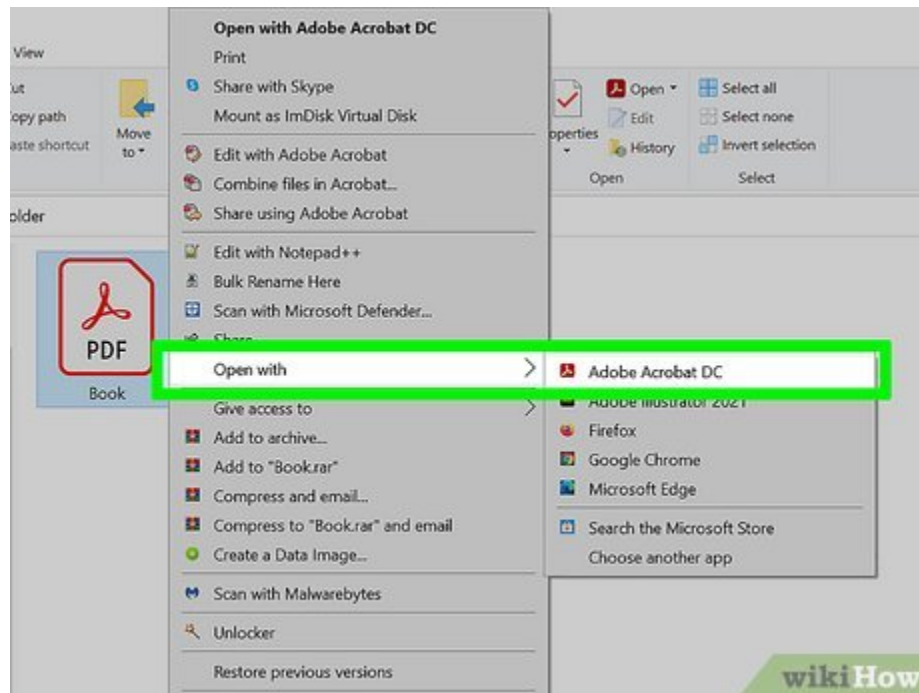 View
Open with Adobe Acrobat DC
Print
Share with Skype
Mount as ImDisk Virtual Disk
Edit with Adobe Acrobat
Combine files in Acrobat...
Share using Adobe Acrobat
Edit with Notepad++
Bulk Rename Here
Scan with Microsoft Defender...
Share
Open with
Give access to
Add to archive...
Add to "Book.rar"
Compress and email...
Compress to "Book.rar" and email
Create a Data Image...
Scan with Malwarebytes
Unlocker
Restore previous versions
ut
opy path
aste shortcut
Move
to
operties
Open
Edit
History
Open
Select all
Select none
Invert selection
Select
older
PDF
Book
Adobe Acrobat DC
Adobe Illustrator 2021
Firefox
Google Chrome
Microsoft Edge
Search the Microsoft Store
Choose another app
wikiHow